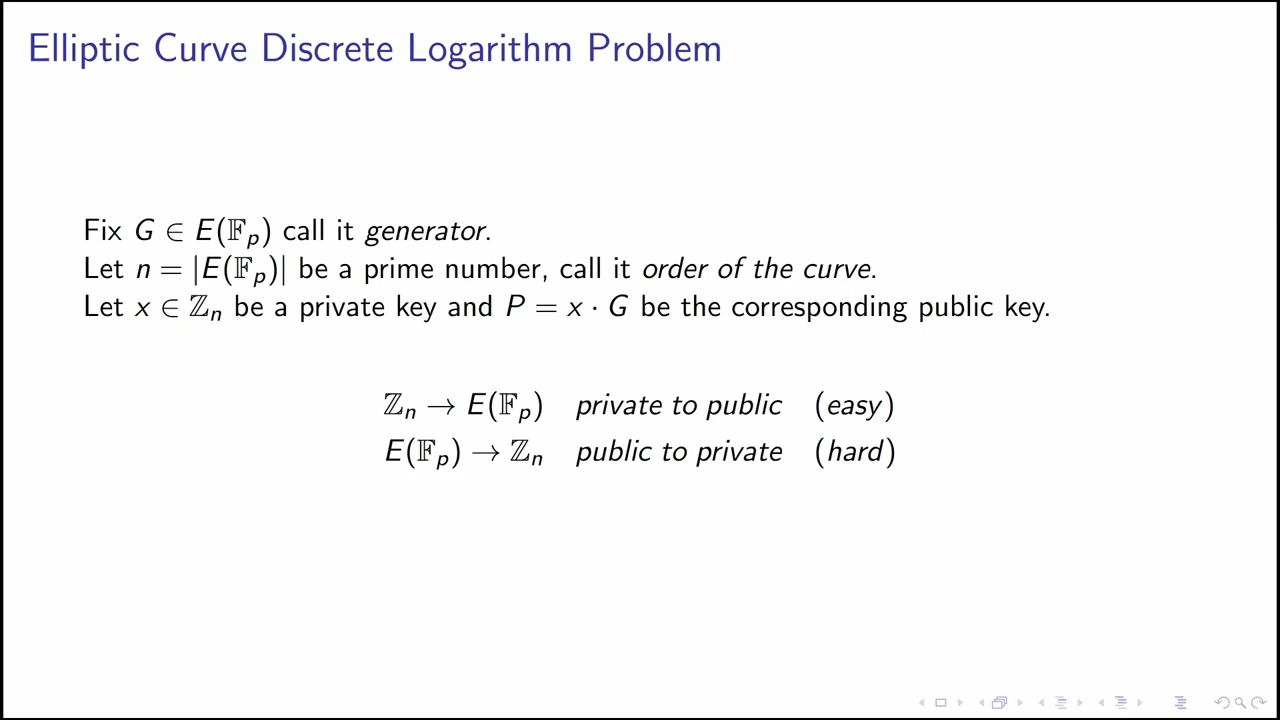 Elliptic Curve Discrete Logarithm Problem
Fix G ∈ E(𝔽ₚ) call it generator.
Let n = |E(𝔽ₚ)| be a prime number, call it order of the curve.
Let x ∈ ℤₙ be a private key and P = x · G be the corresponding public key.
ℤₙ → E(𝔽ₚ) private to public (easy)
E(𝔽ₚ) → ℤₙ public to private (hard)